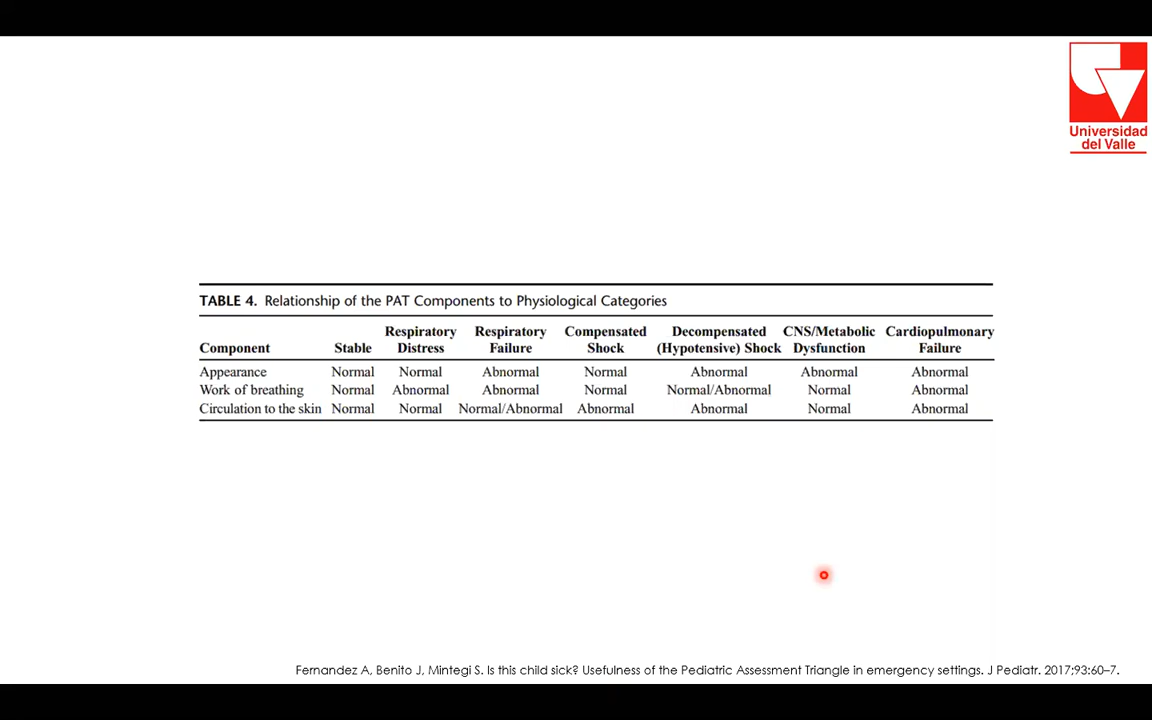 Universidad
del Valle
TABLE 4. Relationship of the PAT Components to Physiological Categories
Component Stable Respiratory Distress Respiratory Failure Compensated Shock Decompensated (Hypotensive) Shock CNS/Metabolic Dysfunction Cardiopulmonary Failure
Appearance Normal Normal Abnormal Normal Abnormal Abnormal Abnormal
Work of breathing Normal Abnormal Abnormal Normal Normal/Abnormal Normal Abnormal
Circulation to the skin Normal Normal Normal/Abnormal Abnormal Abnormal Normal Abnormal
Fernandez A, Benito J, Mintegi S. Is this child sick? Usefulness of the Pediatric Assessment Triangle in emergency settings. J Pediatr. 2017;93:60–7.